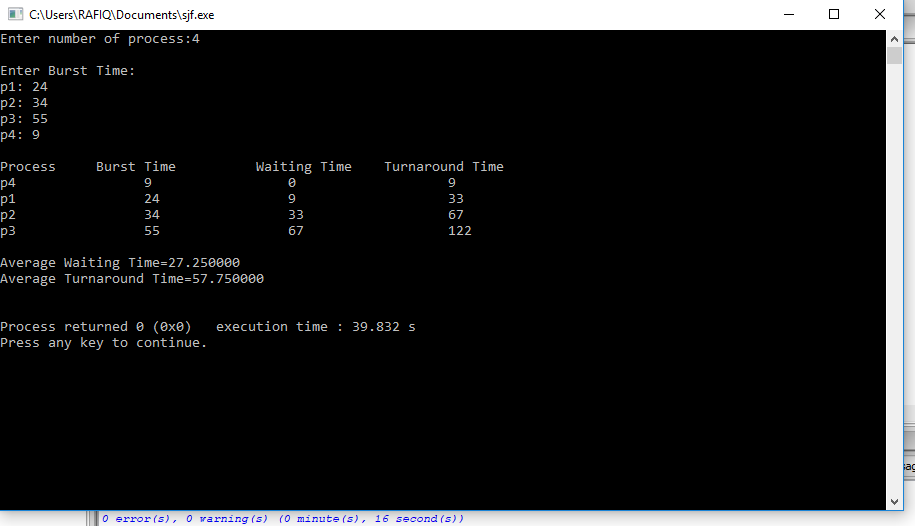 C:\Users\RAFIQ\Documents\sjf.exe
Enter number of process:4
Enter Burst Time:
p1: 24
p2: 34
p3: 55
p4: 9
Process Burst Time Waiting Time Turnaround Time
p4 9 0 9
p1 24 9 33
p2 34 33 67
p3 55 67 122
Average Waiting Time=27.250000
Average Turnaround Time=57.750000
Process returned 0 (0x0) execution time : 39.832 s
Press any key to continue.
0 error(s), 0 warning(s) (0 minute(s), 16 second(s))